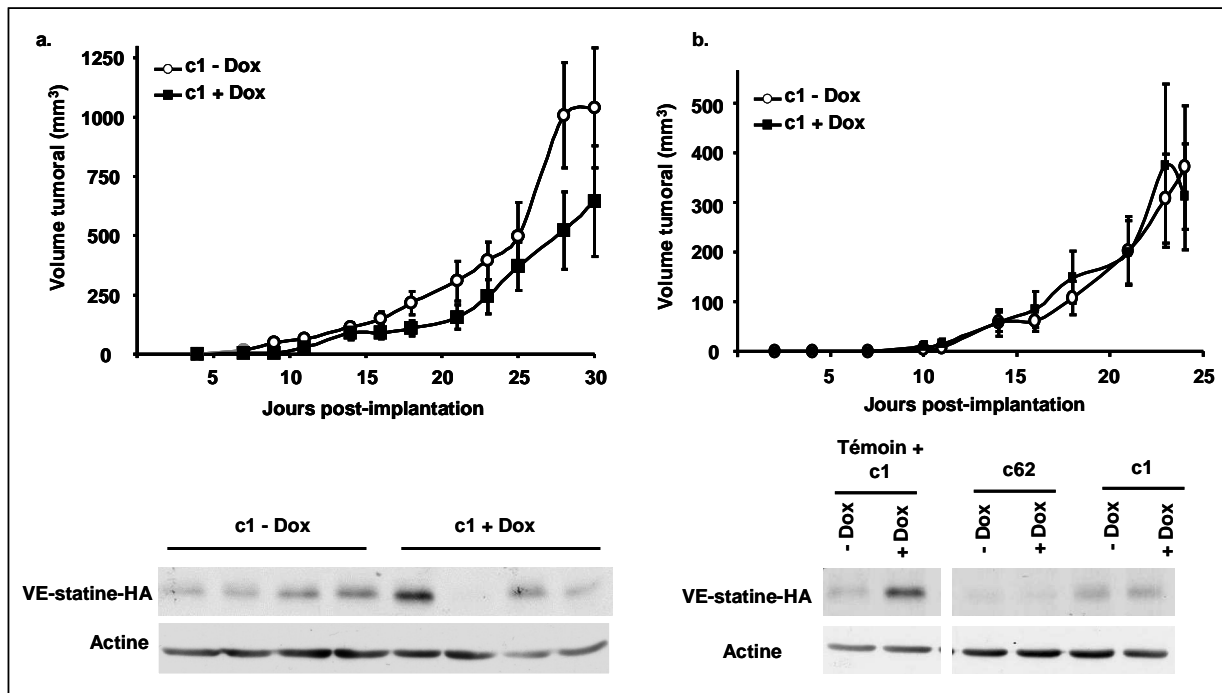 a.
c1 - Dox
c1 + Dox
Volume tumoral (mm³)
1250
1000
750
500
250
0
5 10 15 20 25 30
Jours post-implantation
c1 - Dox c1 + Dox
VE-statine-HA
Actine
b.
c1 - Dox
c1 + Dox
Volume tumoral (mm³)
500
400
300
200
100
0
5 10 15 20 25
Jours post-implantation
Témoin +
c1 c62 c1
- Dox + Dox - Dox + Dox - Dox + Dox
VE-statine-HA
Actine